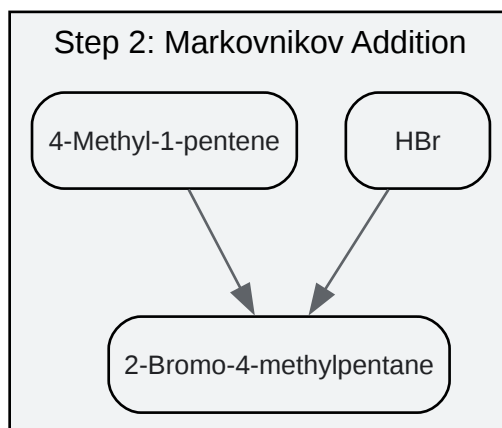 Step 2: Markovnikov Addition
4-Methyl-1-pentene
HBr
2-Bromo-4-methylpentane